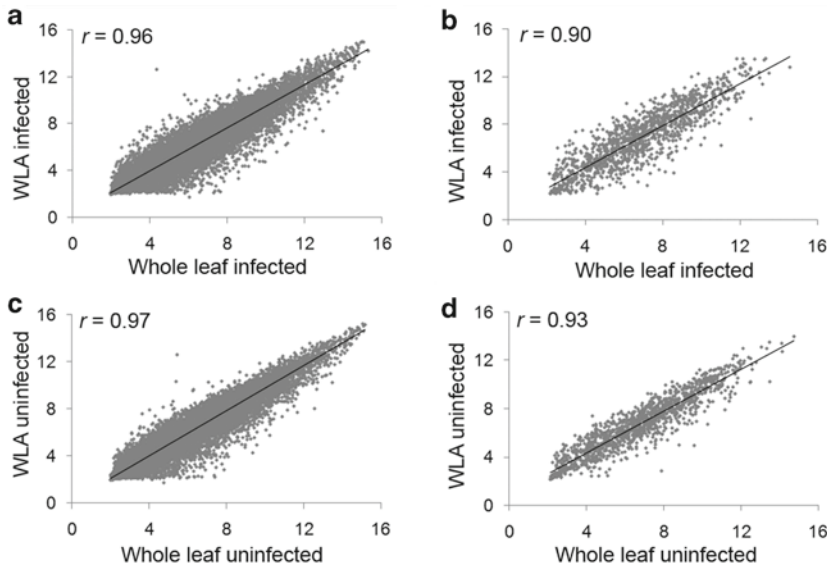 a
r = 0.96
WLA infected
16
12
8
4
0
0 4 8 12 16
Whole leaf infected
b
r = 0.90
WLA infected
16
12
8
4
0
0 4 8 12 16
Whole leaf infected
c
r = 0.97
WLA uninfected
16
12
8
4
0
0 4 8 12 16
Whole leaf uninfected
d
r = 0.93
WLA uninfected
16
12
8
4
0
0 4 8 12 16
Whole leaf uninfected